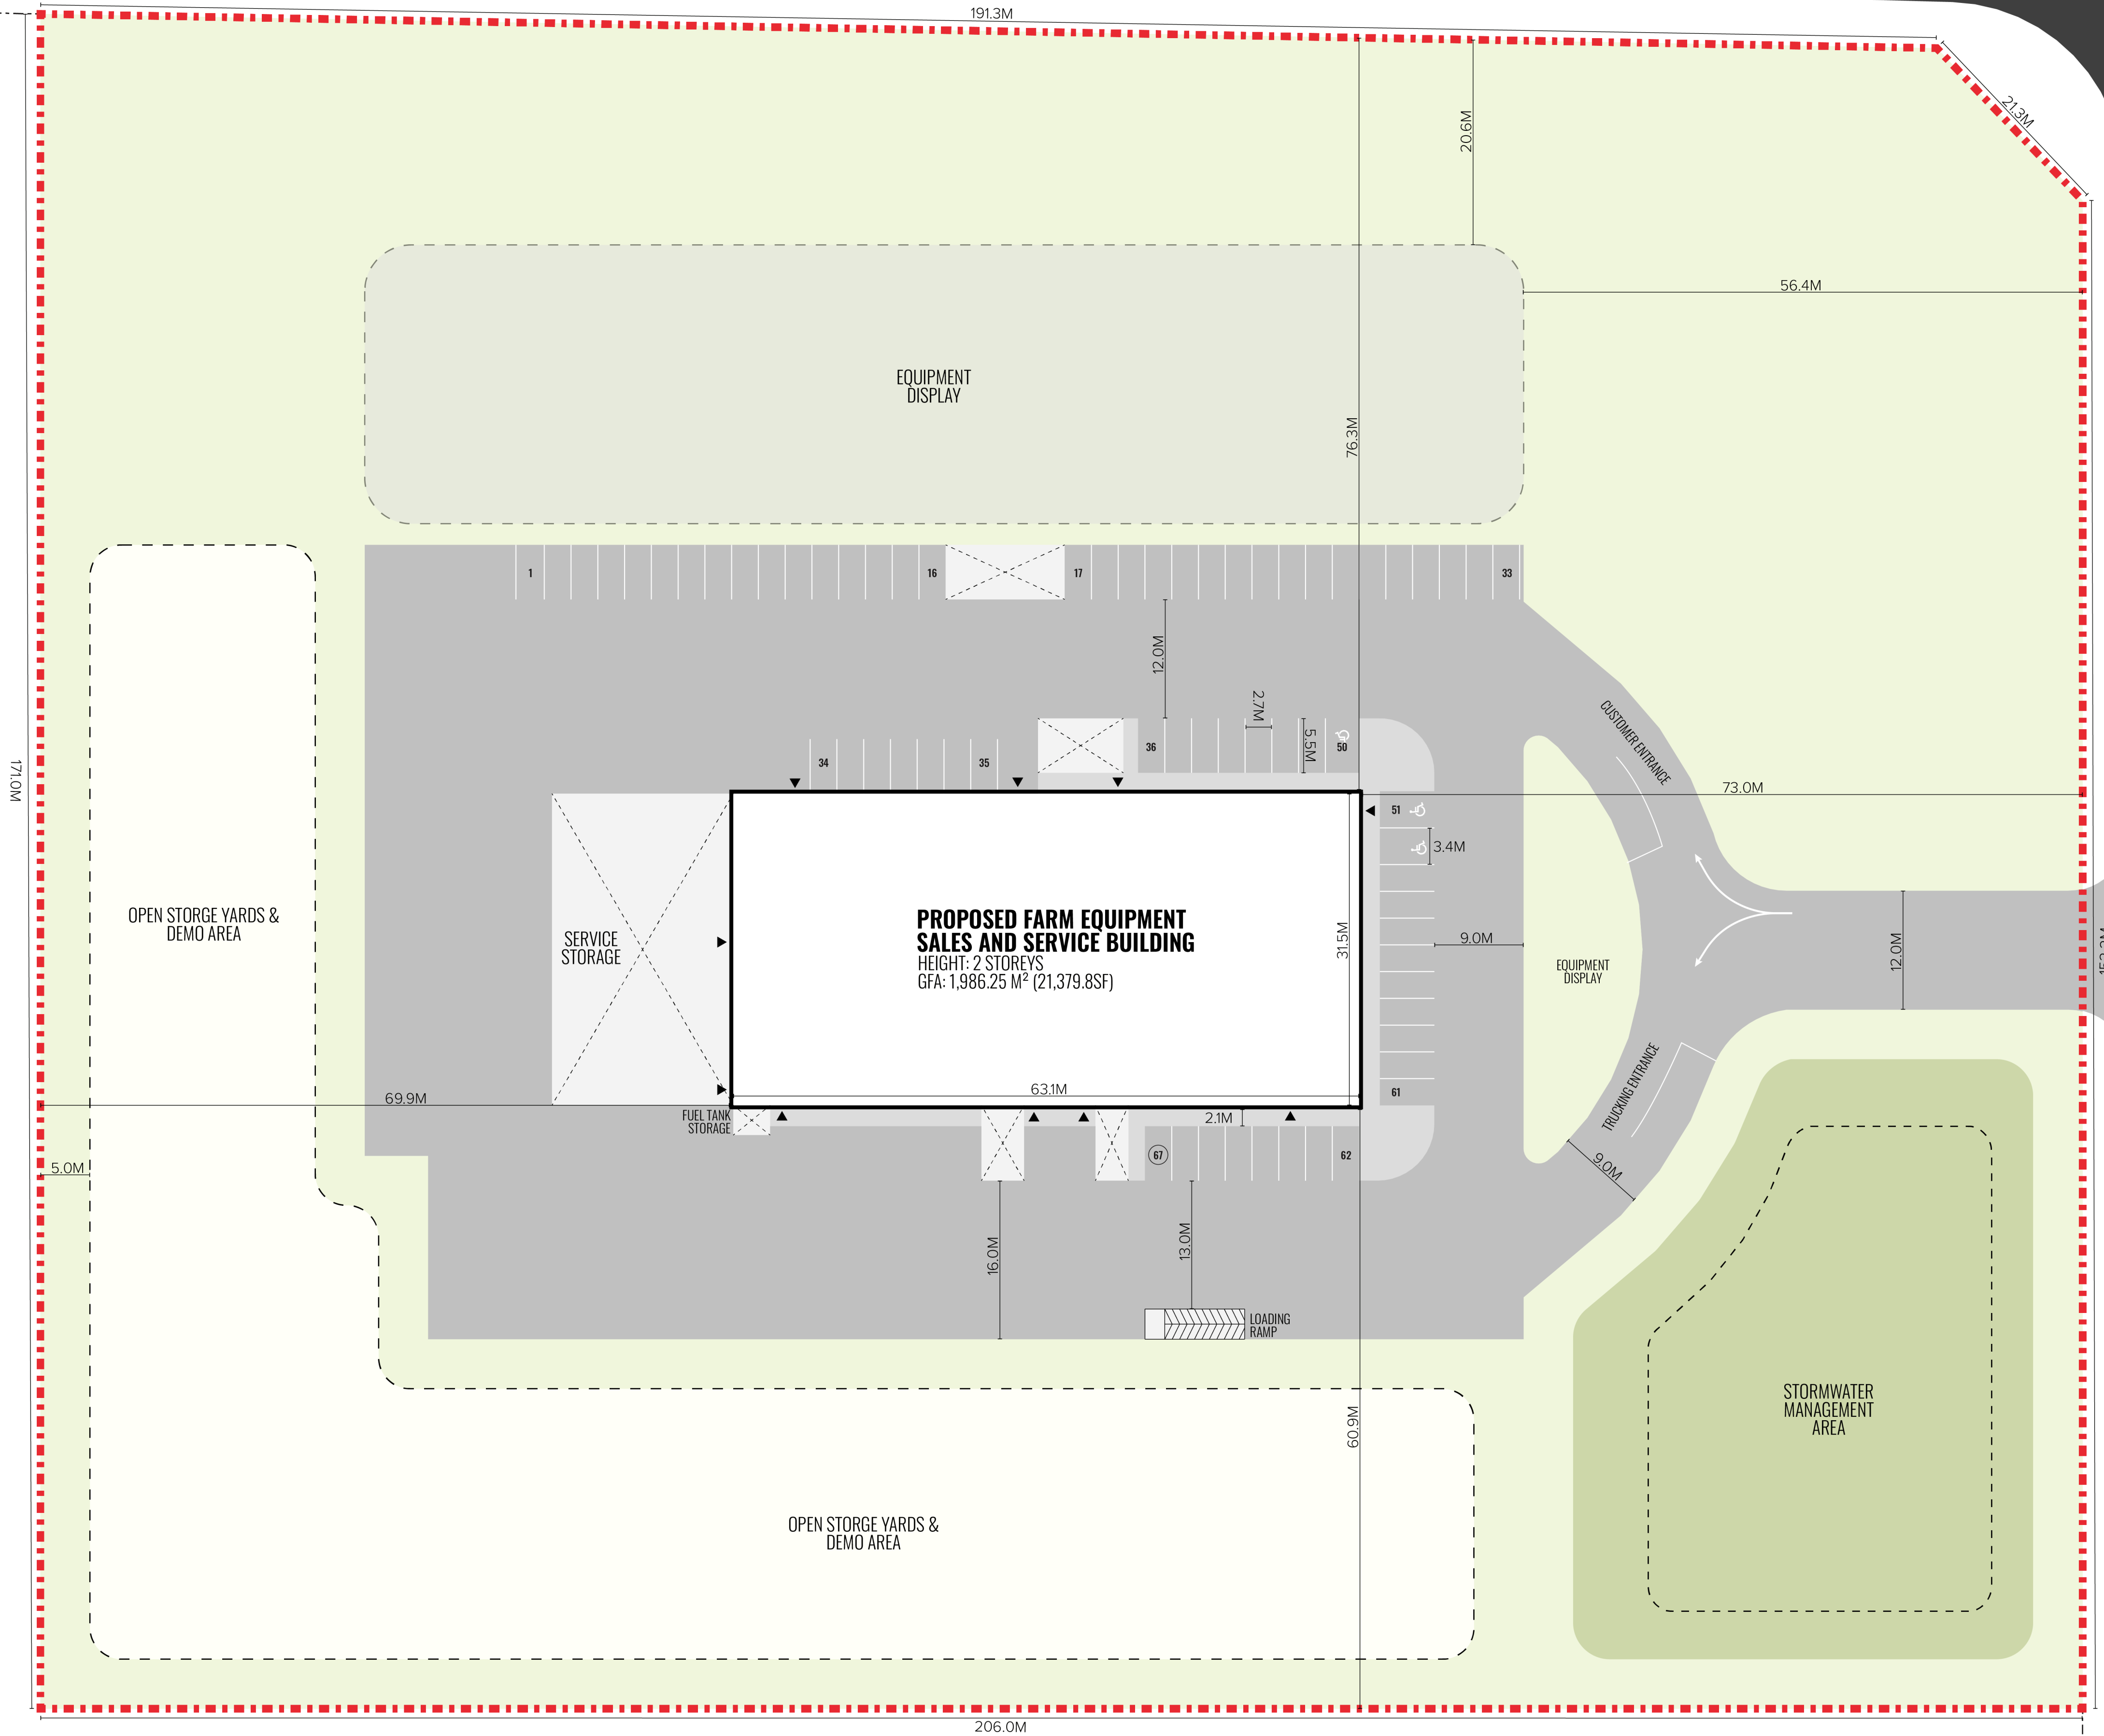 191.3M
21.3M
20.6M
56.4M
EQUIPMENT
DISPLAY
76.3M
1
16
17
33
12.0M
2.7M
5.5M
36
50
34
35
CUSTOMER ENTRANCE
171.0M
73.0M
51
3.4M
OPEN STORGE YARDS &
DEMO AREA
SERVICE
STORAGE
PROPOSED FARM EQUIPMENT
SALES AND SERVICE BUILDING
HEIGHT: 2 STOREYS
GFA: 1,986.25 M² (21,379.8SF)
31.5M
9.0M
EQUIPMENT
DISPLAY
12.0M
63.1M
61
69.9M
FUEL TANK
STORAGE
2.1M
TRUCKING ENTRANCE
67
62
5.0M
9.0M
16.0M
13.0M
LOADING
RAMP
60.9M
STORMWATER
MANAGEMENT
AREA
OPEN STORGE YARDS &
DEMO AREA
206.0M